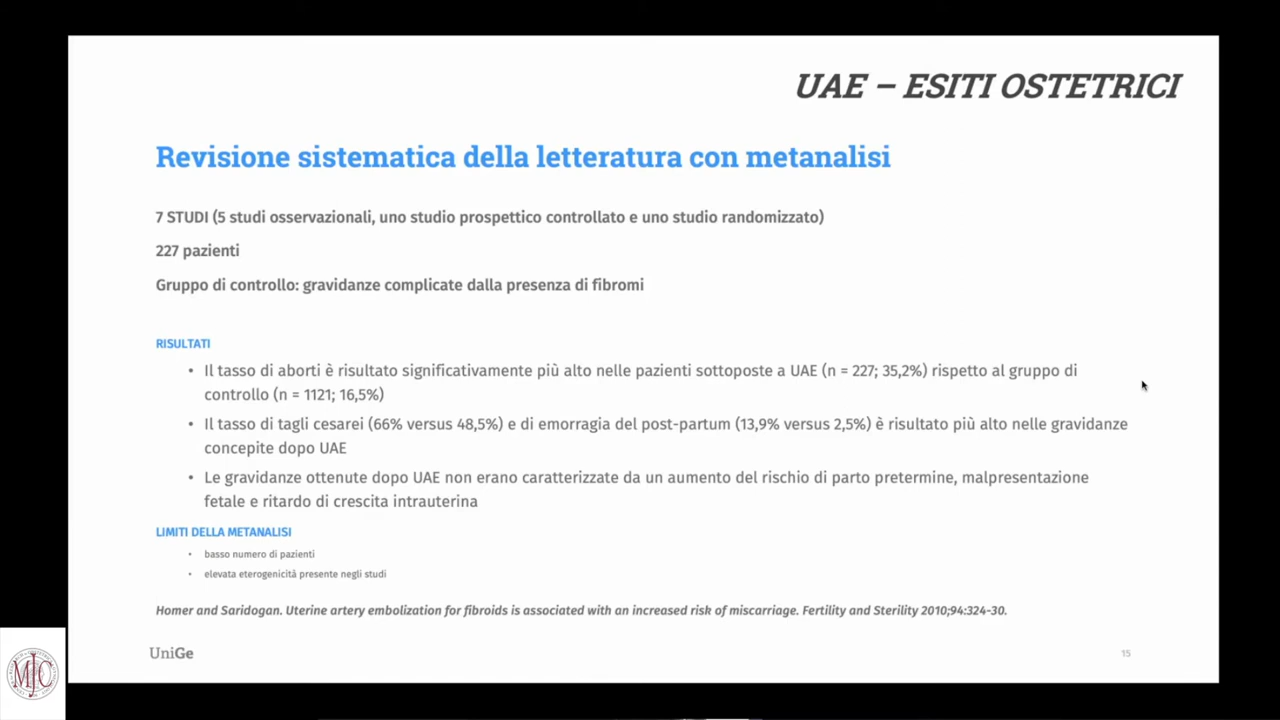 UAE – ESITI OSTETRICI
Revisione sistematica della letteratura con metanalisi
7 STUDI (5 studi osservazionali, uno studio prospettico controllato e uno studio randomizzato)
227 pazienti
Gruppo di controllo: gravidanze complicate dalla presenza di fibromi
RISULTATI
• Il tasso di aborti è risultato significativamente più alto nelle pazienti sottoposte a UAE (n = 227; 35,2%) rispetto al gruppo di
controllo (n = 1121; 16,5%)
• Il tasso di tagli cesarei (66% versus 48,5%) e di emorragia del post-partum (13,9% versus 2,5%) è risultato più alto nelle gravidanze
concepite dopo UAE
• Le gravidanze ottenute dopo UAE non erano caratterizzate da un aumento del rischio di parto pretermine, malpresentazione
fetale e ritardo di crescita intrauterina
LIMITI DELLA METANALISI
• basso numero di pazienti
• elevata eterogenicità presente negli studi
Homer and Saridogan. Uterine artery embolization for fibroids is associated with an increased risk of miscarriage. Fertility and Sterility 2010;94:324-30.
UniGe
15
MJC